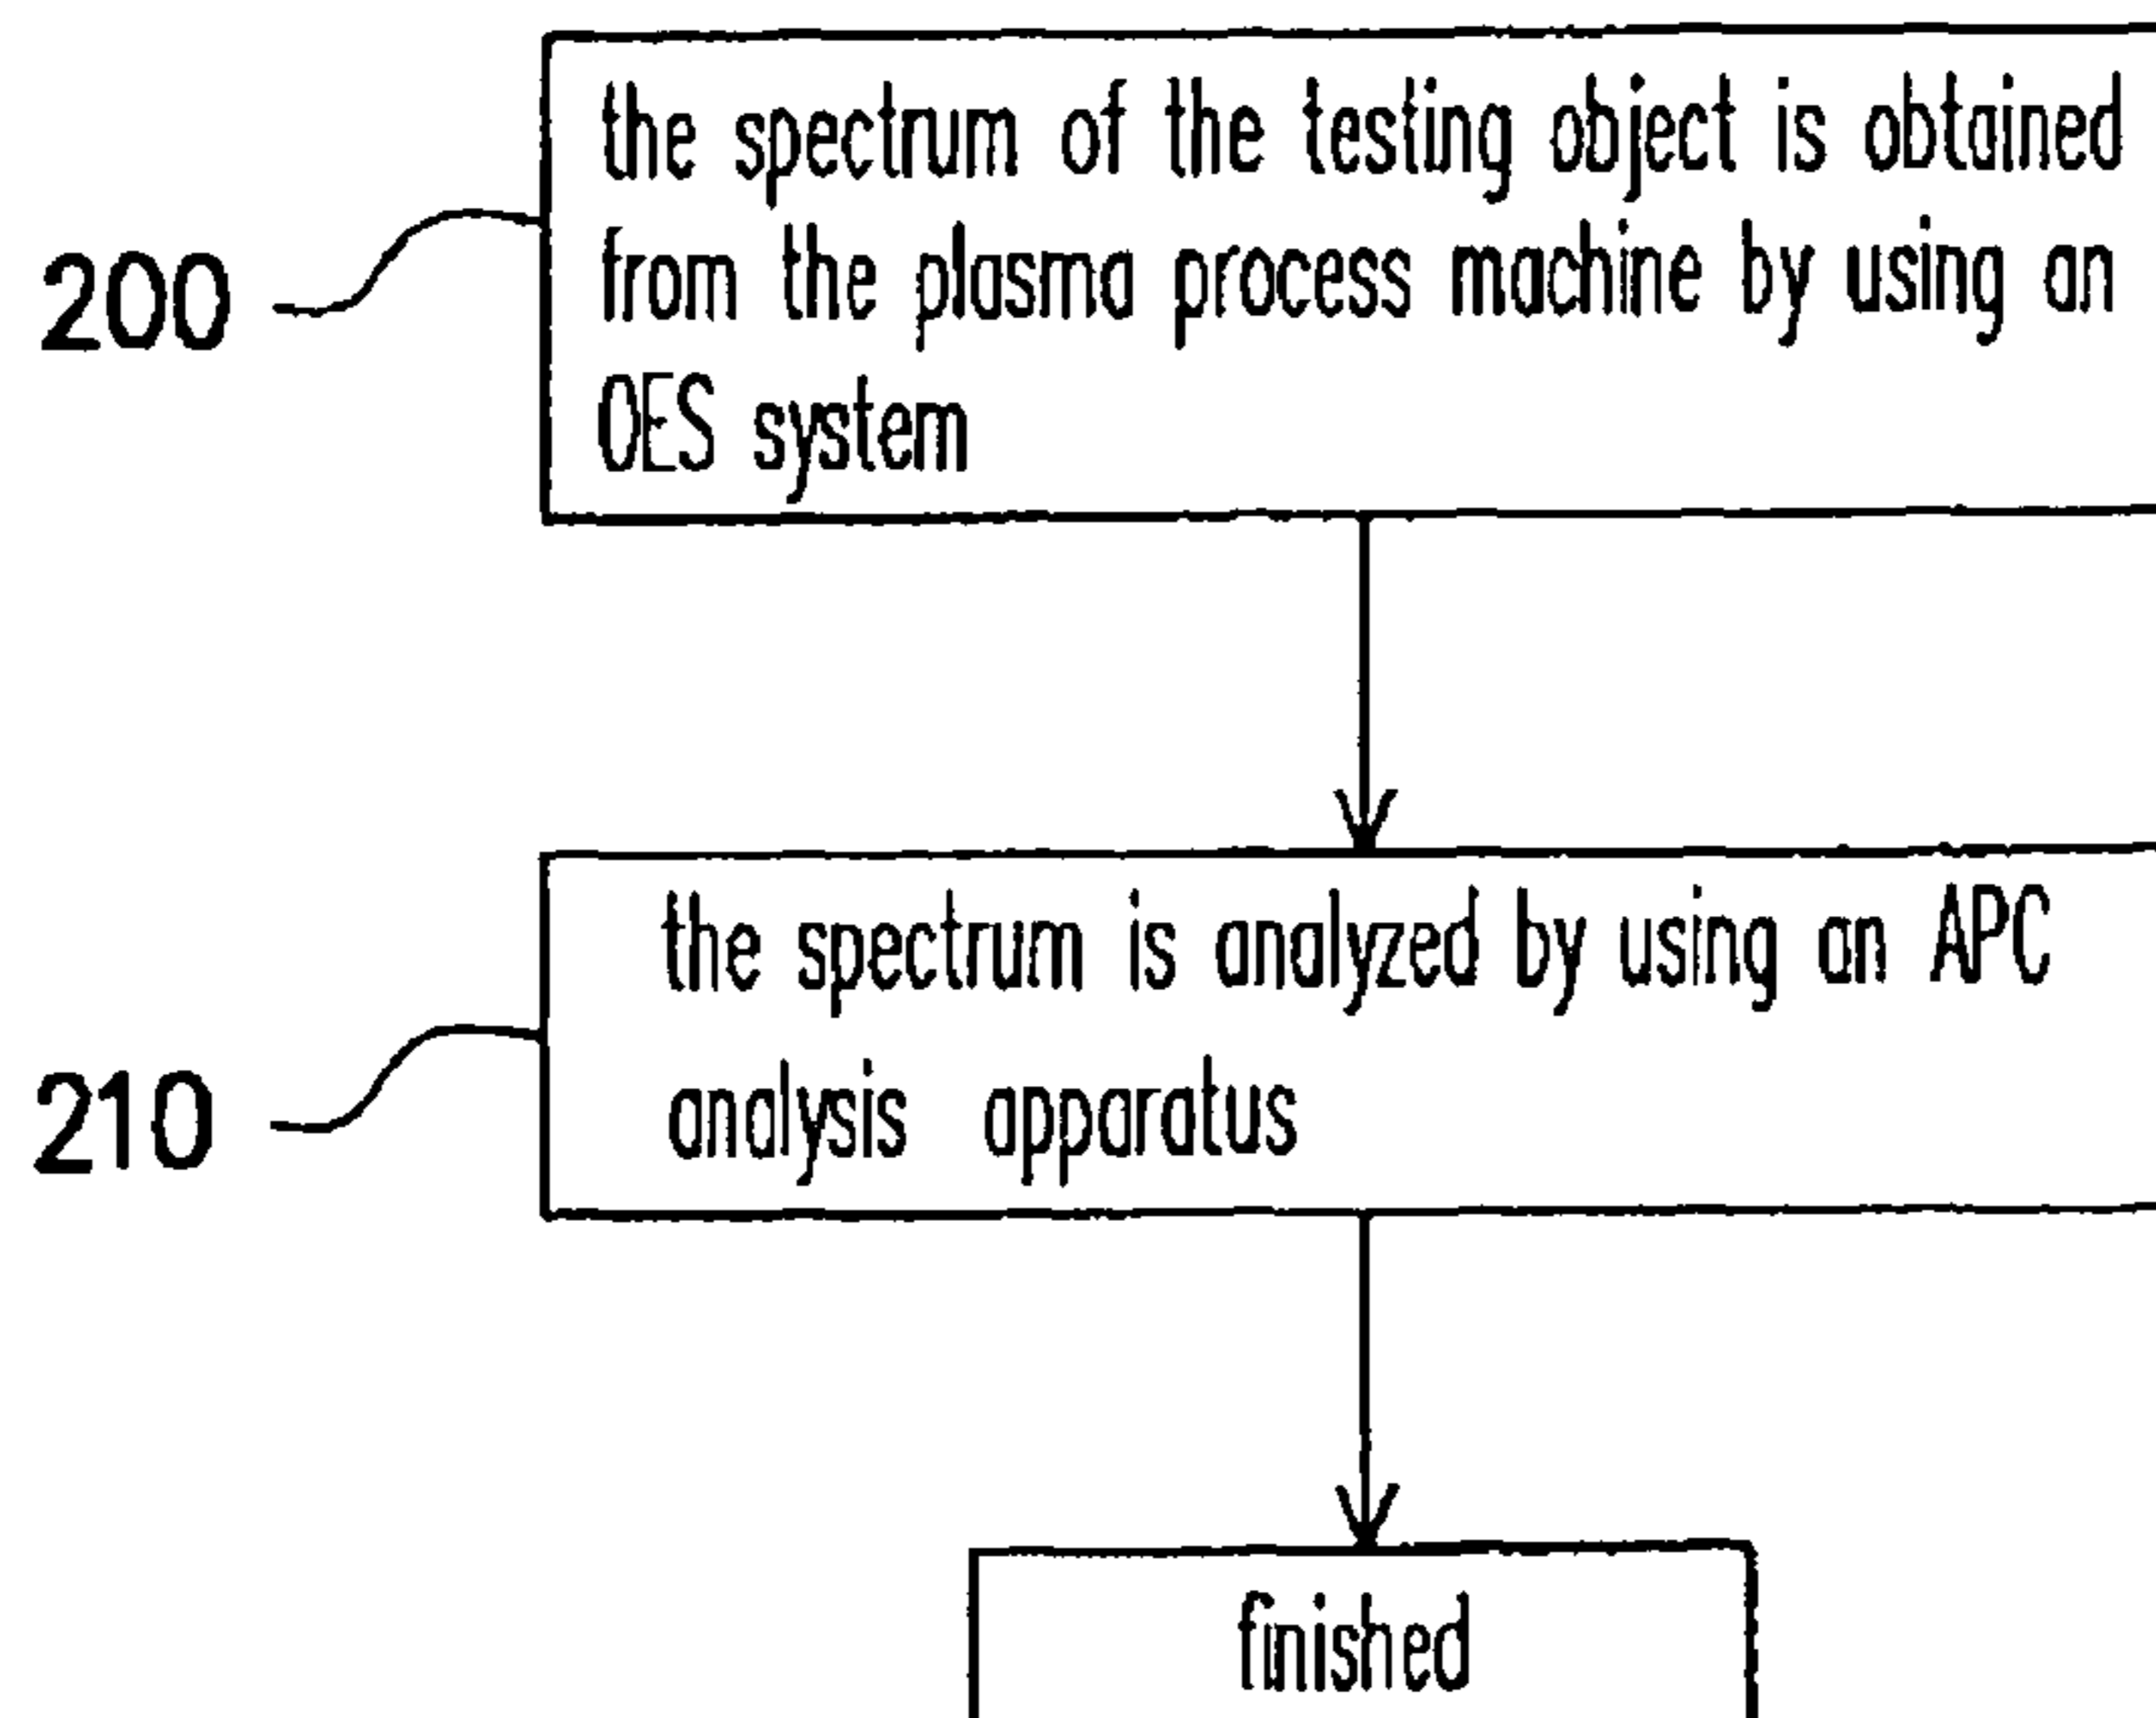 the spectrum of the testing object is obtained
from the plasma process machine by using an
OES system
200
the spectrum is analyzed by using an APC
analysis apparatus
210
finished